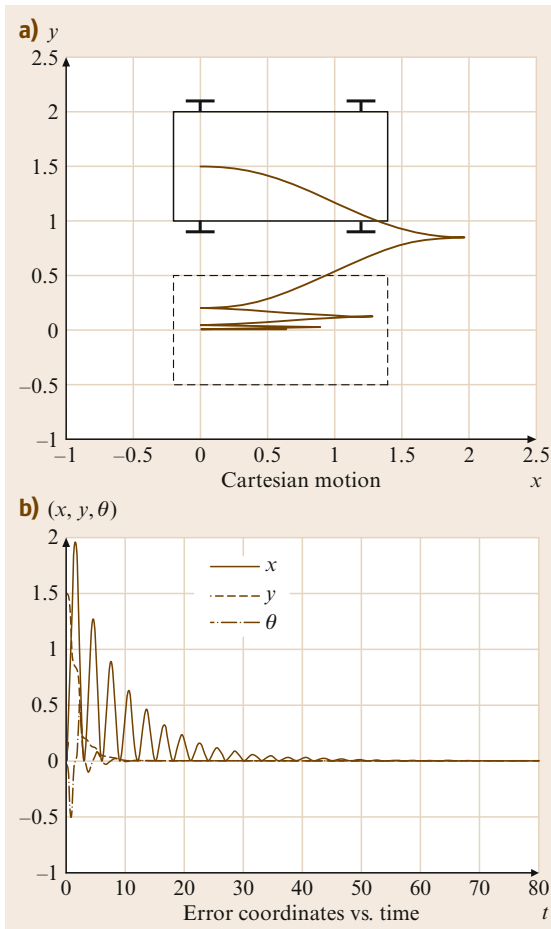 a) y
2.5
2
1.5
1
0.5
0
–0.5
–1
–1 –0.5 0 0.5 1 1.5 2 2.5
Cartesian motion x
b) (x, y, θ)
2
1.5
1
0.5
0
–0.5
–1
x
y
θ
0 10 20 30 40 50 60 70 80
Error coordinates vs. time t